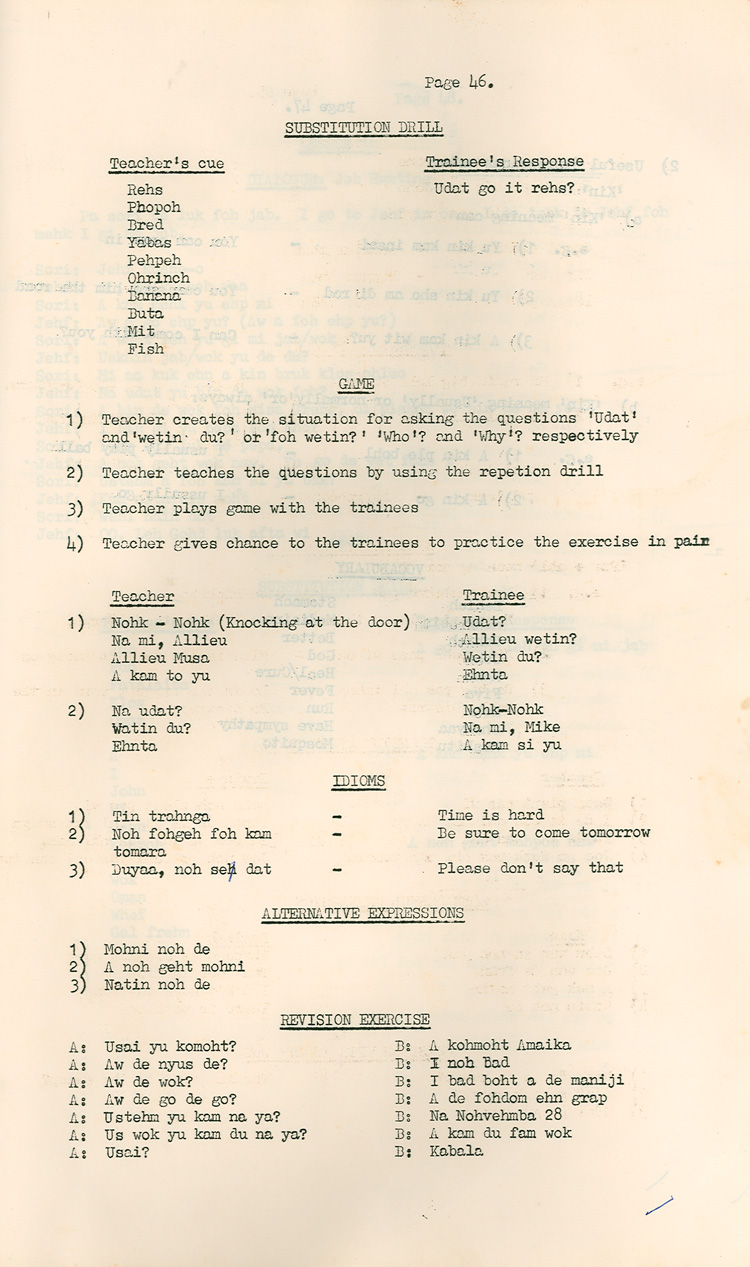 Page 46.
SUBSTITUTION DRILL
Teacher's cue Trainee's Response
Rehs Udat go it rehs?
Phopoh
Bred
Yabas
Pehpeh
Ohrinch
Banana
Buta
Mit
Fish
GAME
1) Teacher creates the situation for asking the questions 'Udat'
and 'wetin du?' or 'foh wetin?' 'Who'? and 'Why'? respectively
2) Teacher teaches the questions by using the repetion drill
3) Teacher plays game with the trainees
4) Teacher gives chance to the trainees to practice the exercise in pair
Teacher Trainee
1) Nohk - Nohk (Knocking at the door) Udat?
Na mi, Allieu Allieu wetin?
Allieu Musa Wetin du?
A kam to yu Ehnta
2) Na udat? Nohk-Nohk
Watin du? Na mi, Mike
Ehnta A kam si yu
IDIOMS
1) Tin trahnga - Time is hard
2) Noh fohgeh foh kam - Be sure to come tomorrow
tomara
3) Duyaa, noh seh dat - Please don't say that
ALTERNATIVE EXPRESSIONS
1) Mohni noh de
2) A noh geht mohni
3) Natin noh de
REVISION EXERCISE
A: Usai yu komoht? B: A kohmoht Amaika
A: Aw de nyus de? B: I noh Bad
A: Aw de wok? B: I bad boht a de maniji
A: Aw de go de go? B: A de fohdom ehn grap
A: Ustehm yu kam na ya? B: Na Nohvehmba 28
A: Us wok yu kam du na ya? B: A kam du fam wok
A: Usai? B: Kabala